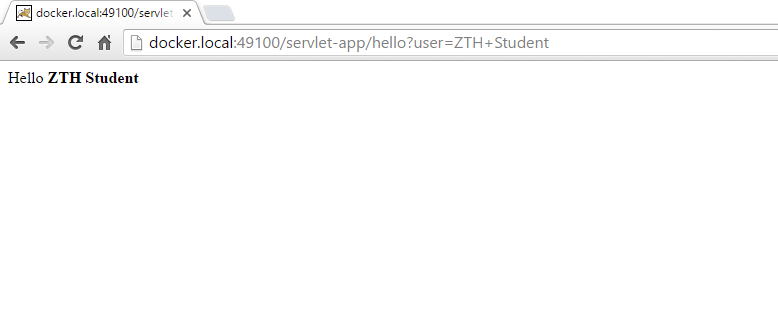 docker.local:49100/servlet
docker.local:49100/servlet-app/hello?user=ZTH+Student
Hello ZTH Student